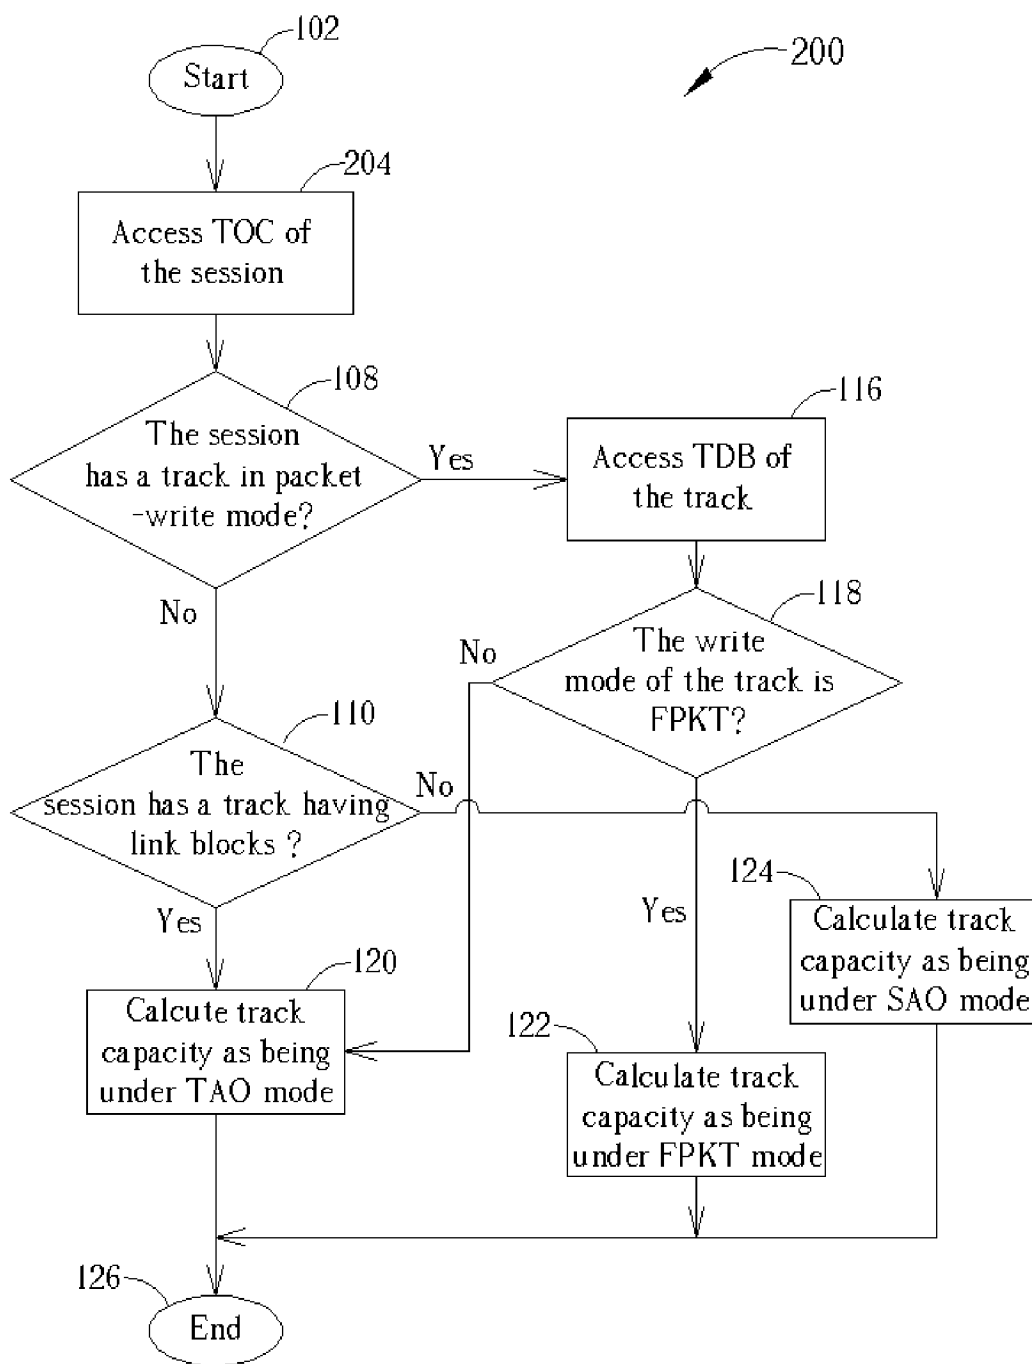 102
Start
200
204
Access TOC of
the session
108
The session
has a track in packet
-write mode?
Yes
No
116
Access TDB of
the track
118
The write
mode of the track is
FPKT?
No
110
The
session has a track having
link blocks ?
No
Yes
Yes
120
Calcute track
capacity as being
under TAO mode
122
Calculate track
capacity as being
under FPKT mode
124
Calculate track
capacity as being
under SAO mode
126
End